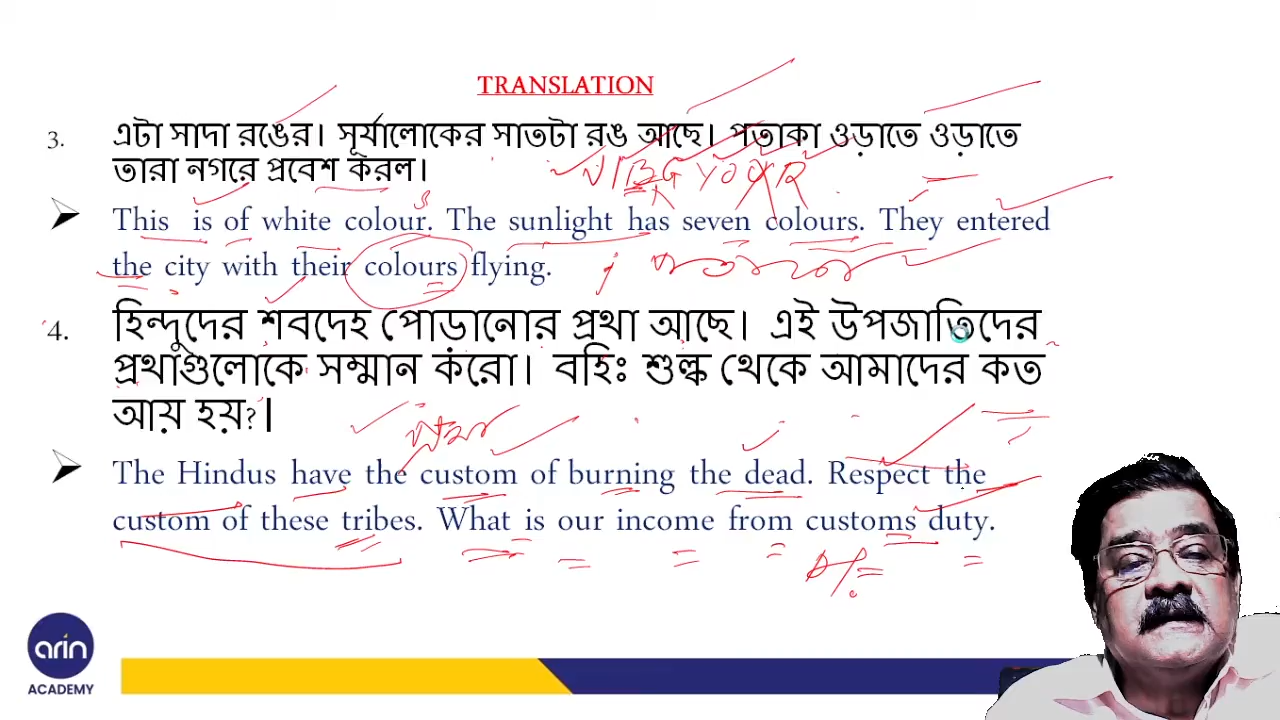 TRANSLATION
3. এটা সাদা রঙের। সূর্যালোকের সাতটা রঙ আছে। পতাকা ওড়াতে ওড়াতে
তারা নগরে প্রবেশ করল।
VIBGYOR
This is of white colour. The sunlight has seven colours. They entered
the city with their colours flying.
4. হিন্দুদের শবদেহ পোড়ানোর প্রথা আছে। এই উপজাতিদের
প্রথাগুলোকে সম্মান করো। বহিঃ শুল্ক থেকে আমাদের কত
আয় হয়?।
The Hindus have the custom of burning the dead. Respect the
custom of these tribes. What is our income from customs duty.
arin
ACADEMY